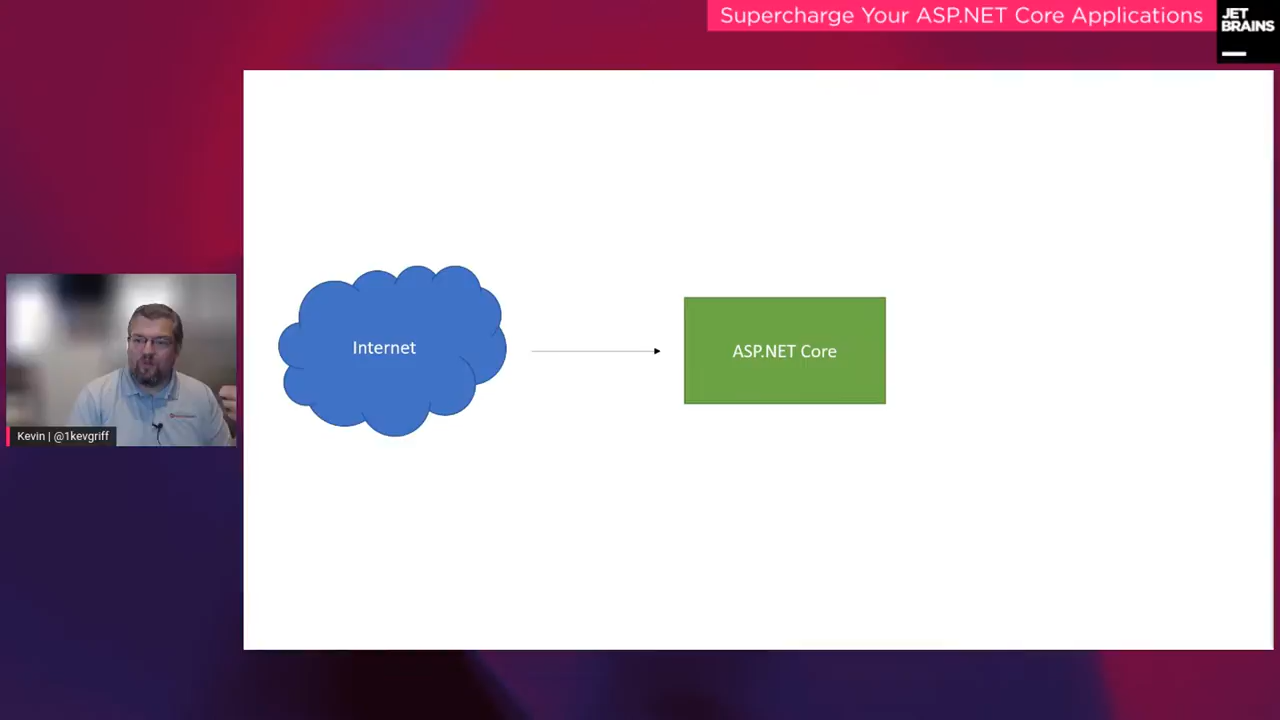 Supercharge Your ASP.NET Core Applications
JET
BRAINS
Internet
ASP.NET Core
Kevin | @1kevgriff